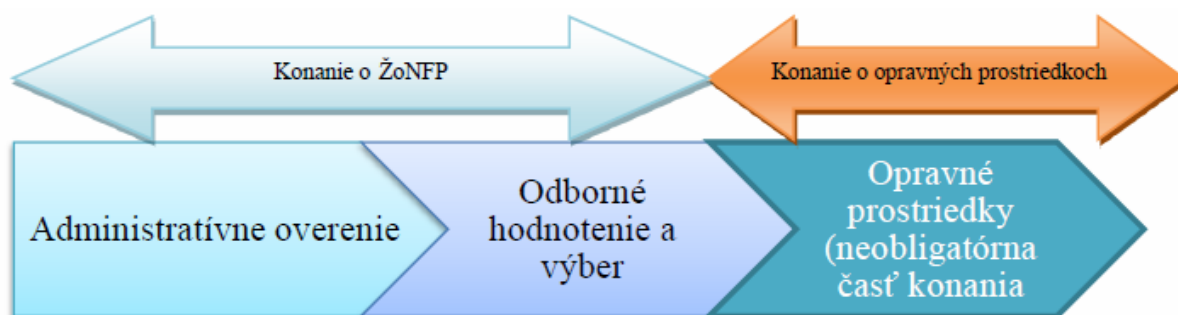 Konanie o ŽoNFP
Konanie o opravných prostriedkoch
Administratívne overenie
Odborné
hodnotenie a
výber
Opravné
prostriedky
(neobligatórna
časť konania